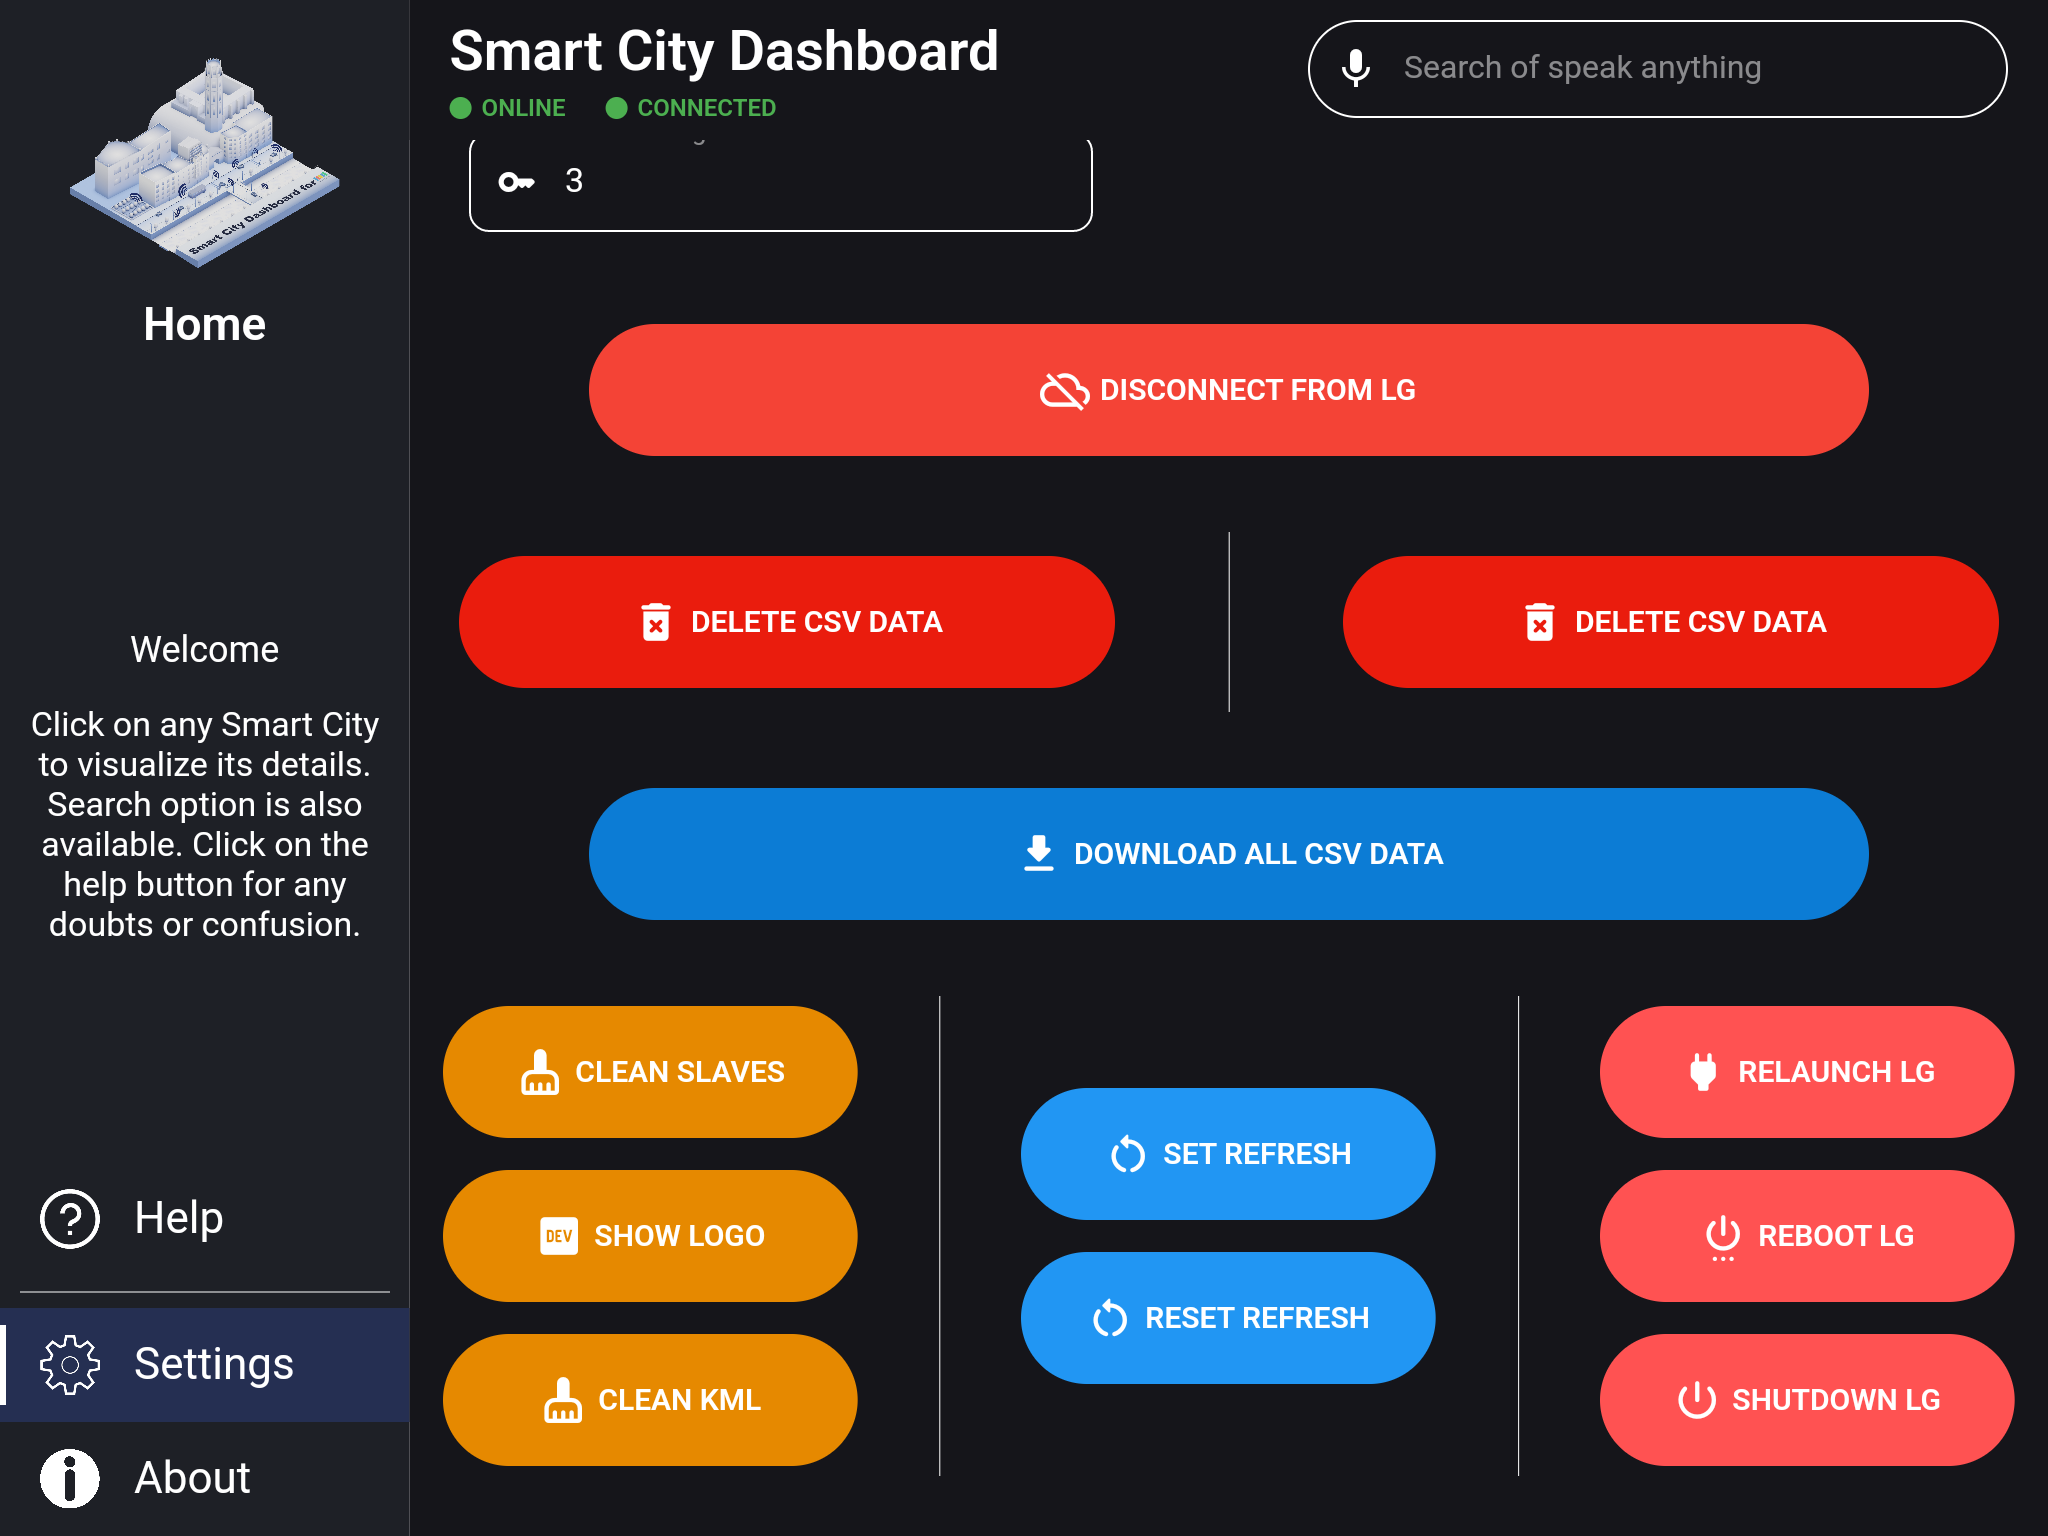 Smart City Dashboard for
Home
Welcome
Click on any Smart City
to visualize its details.
Search option is also
available. Click on the
help button for any
doubts or confusion.
Help
Settings
About
Smart City Dashboard
ONLINE
CONNECTED
Search of speak anything
3
DISCONNECT FROM LG
DELETE CSV DATA
DELETE CSV DATA
DOWNLOAD ALL CSV DATA
CLEAN SLAVES
SHOW LOGO
DEV
CLEAN KML
SET REFRESH
RESET REFRESH
RELAUNCH LG
REBOOT LG
SHUTDOWN LG